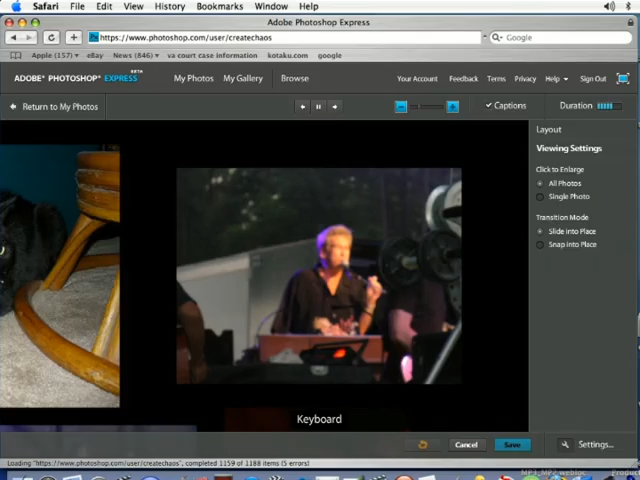 Safari File Edit View History Bookmarks Window Help
Adobe Photoshop Express
https://www.photoshop.com/user/createchaos
Google
Apple (157) eBay News (846) va court case information kotaku.com google
ADOBE® PHOTOSHOP® EXPRESS BETA My Photos My Gallery Browse Your Account Feedback Terms Privacy Help Sign Out
Return to My Photos Captions Duration
Layout
Viewing Settings
Click to Enlarge
All Photos
Single Photo
Transition Mode
Slide into Place
Snap into Place
Keyboard
Cancel Save Settings...
Loading "https://www.photoshop.com/user/createchaos", completed 1159 of 1188 items (5 errors)